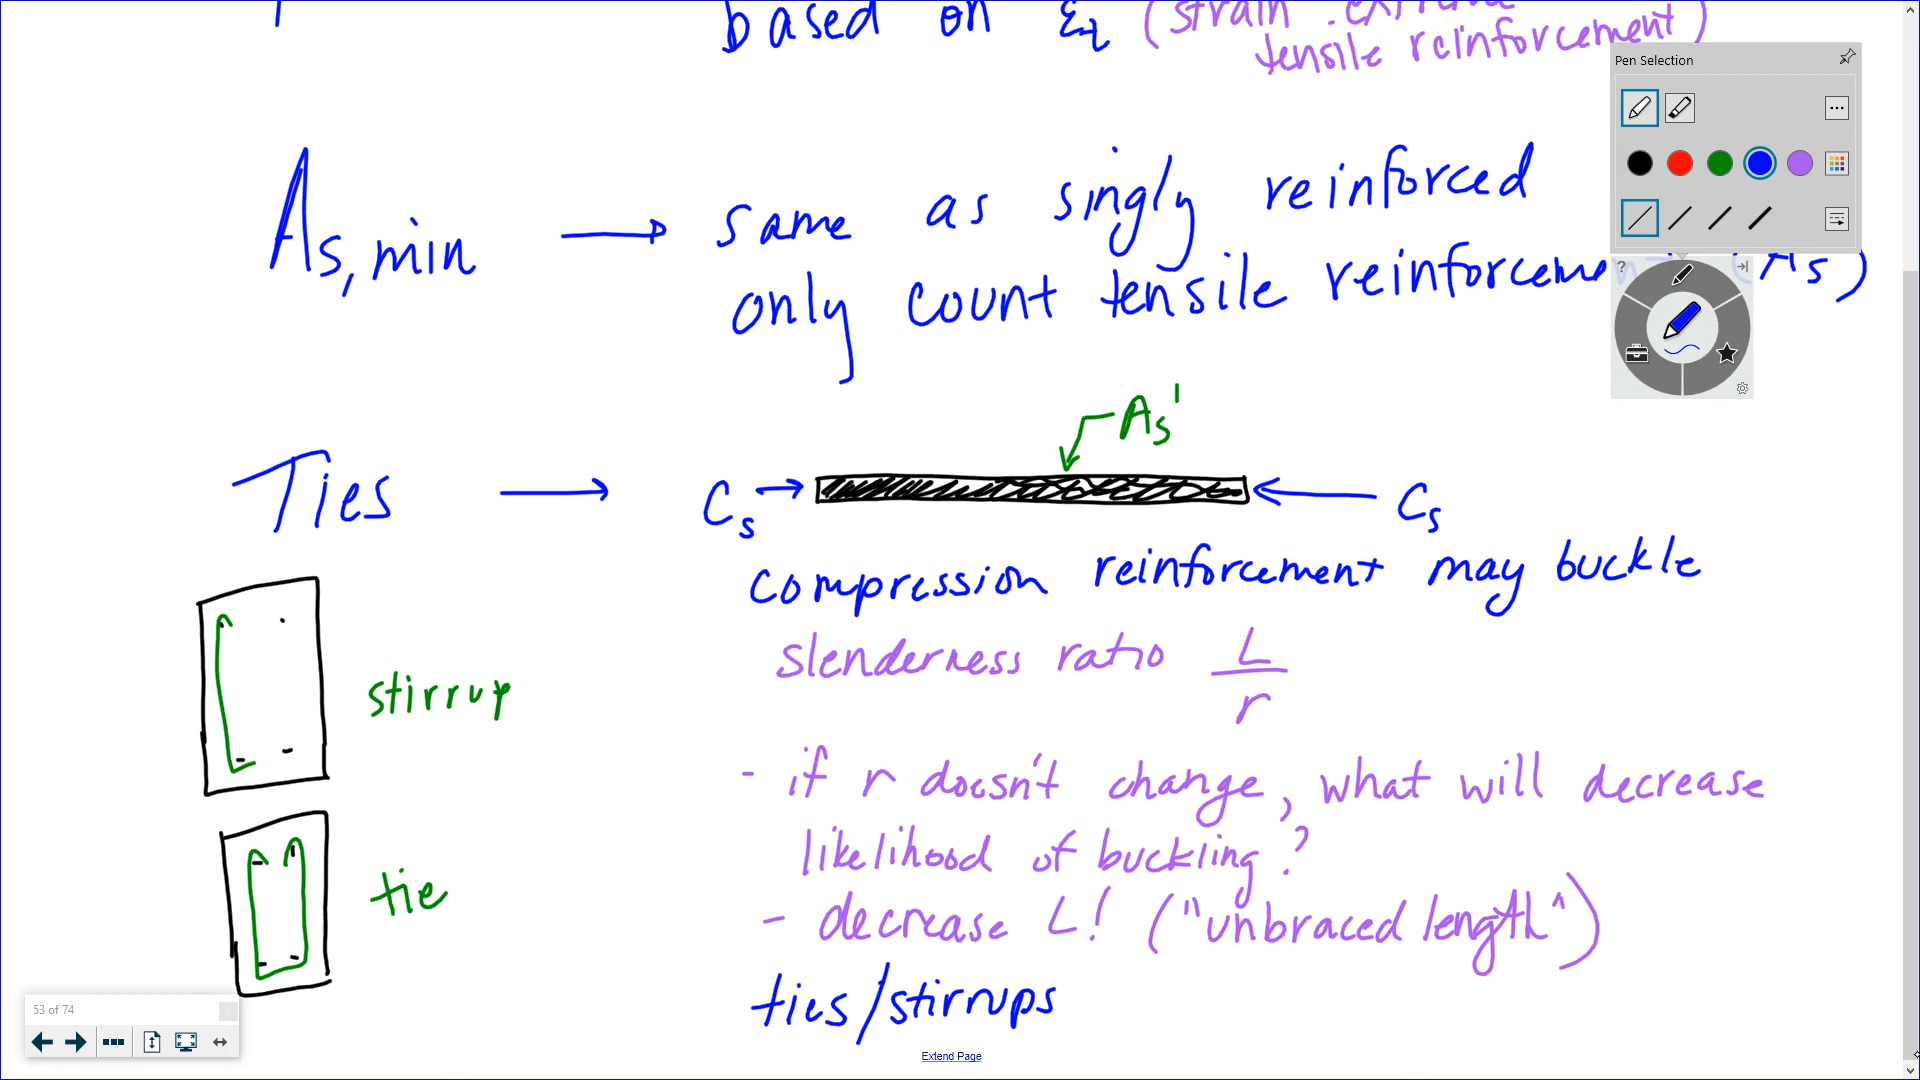 based on εt (strain extreme
tensile reinforcement)
Pen Selection
As,min → same as singly reinforced
only count tensile reinforcement (As)
As'
Ties → Cs → ← Cs
compression reinforcement may buckle
slenderness ratio L/r
stirrup
- if r doesn't change, what will decrease
likelihood of buckling?
tie
- decrease L! ("unbraced length")
ties/stirrups
53 of 74
Extend Page